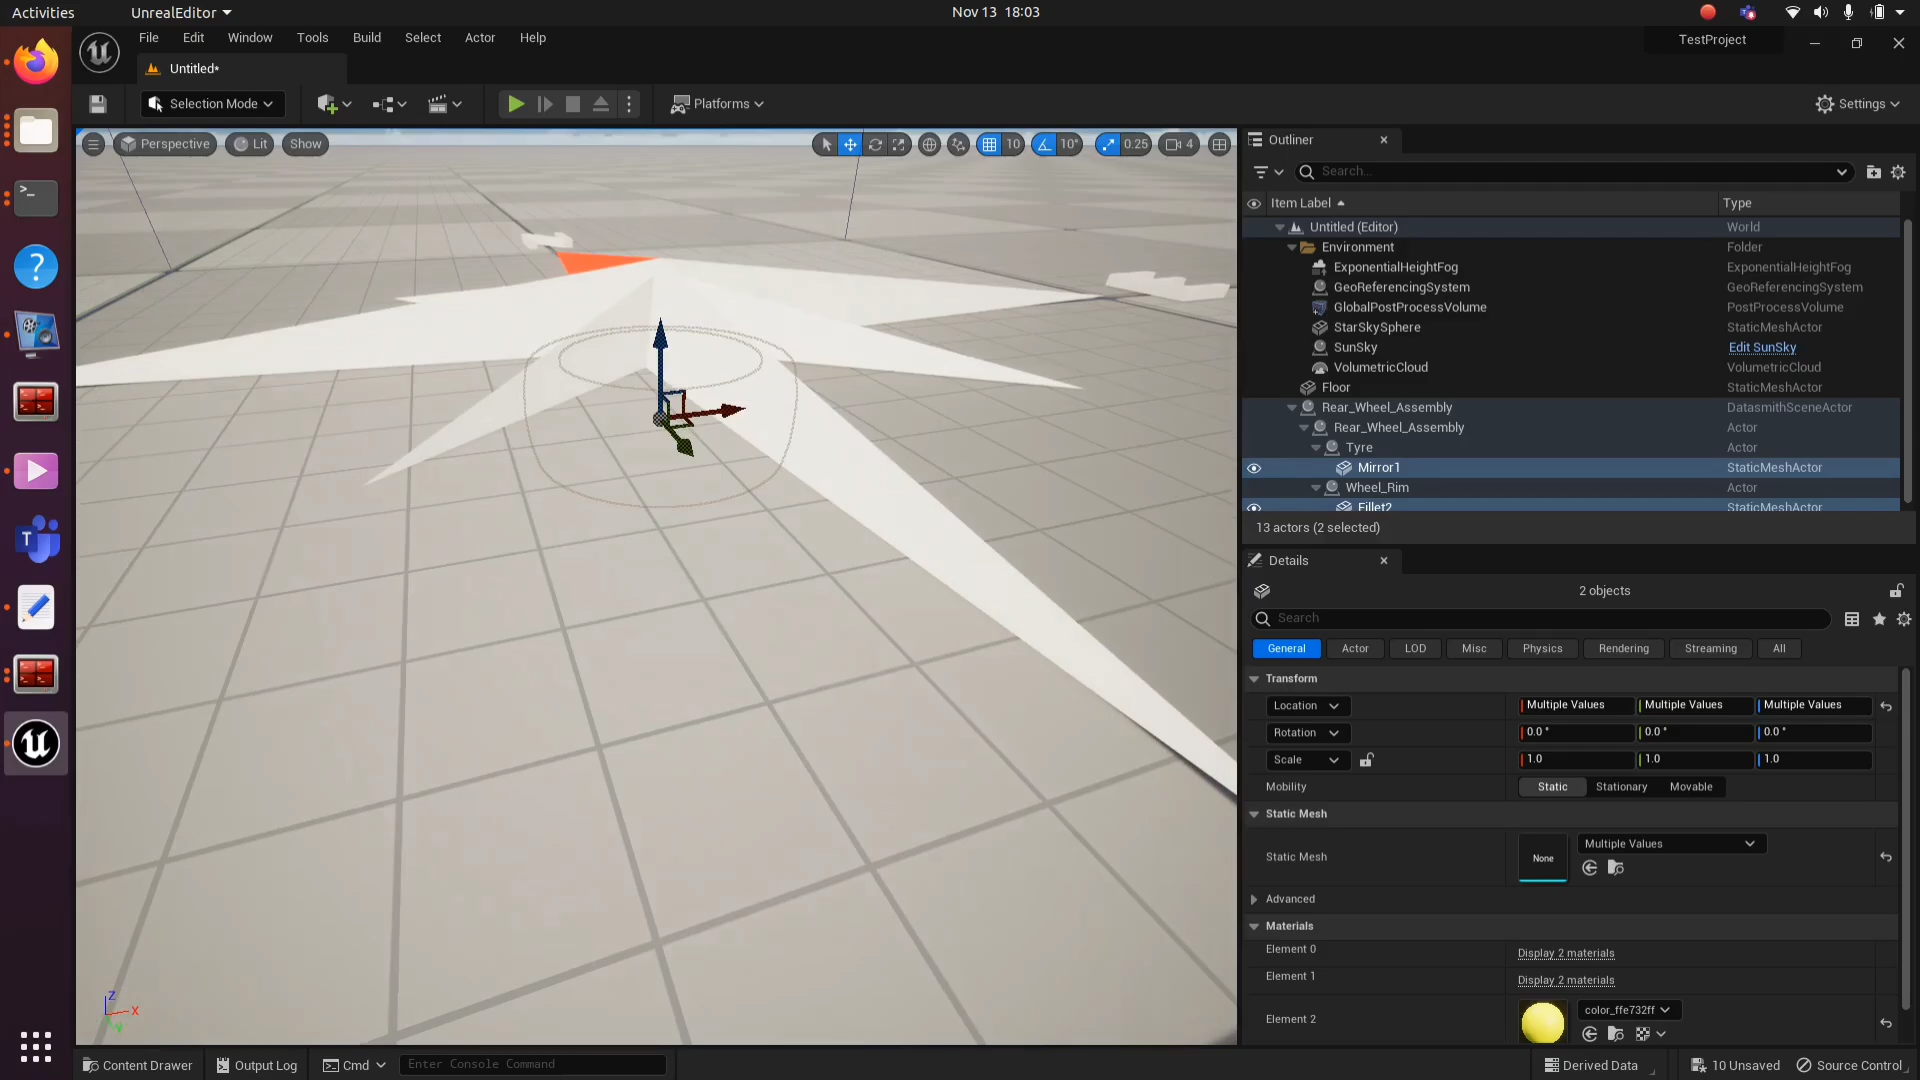 Activities
UnrealEditor
Nov 13 18:03
File Edit Window Tools Build Select Actor Help
TestProject
Untitled*
Selection Mode
Platforms
Settings
Perspective Lit Show
10 10° 0.25 4
Outliner
Search...
Item Label Type
Untitled (Editor) World
Environment Folder
ExponentialHeightFog ExponentialHeightFog
GeoReferencingSystem GeoReferencingSystem
GlobalPostProcessVolume PostProcessVolume
StarSkySphere StaticMeshActor
SunSky Edit SunSky
VolumetricCloud VolumetricCloud
Floor StaticMeshActor
Rear_Wheel_Assembly DatasmithSceneActor
Rear_Wheel_Assembly Actor
Tyre Actor
Mirror1 StaticMeshActor
Wheel_Rim Actor
Fillet2 StaticMeshActor
13 actors (2 selected)
Details
2 objects
Search
General Actor LOD Misc Physics Rendering Streaming All
Transform
Location Multiple Values Multiple Values Multiple Values
Rotation 0.0 ° 0.0 ° 0.0 °
Scale 1.0 1.0 1.0
Mobility Static Stationary Movable
Static Mesh
Static Mesh None Multiple Values
Advanced
Materials
Element 0 Display 2 materials
Element 1 Display 2 materials
Element 2 color_ffe732ff
Z
X
Y
Content Drawer Output Log Cmd Enter Console Command Derived Data 10 Unsaved Source Control